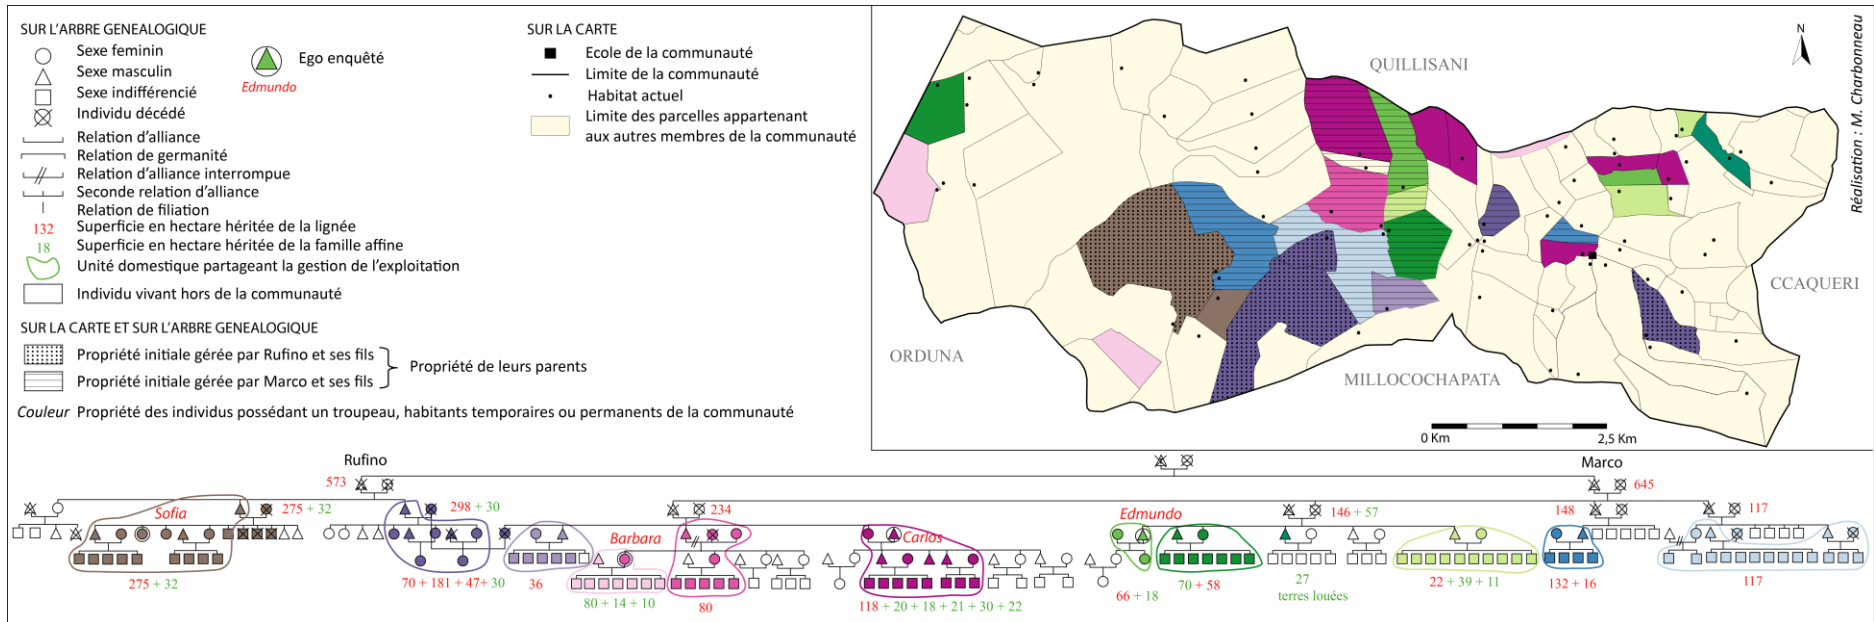 SUR L'ARBRE GENEALOGIQUE
Sexe feminin
Sexe masculin
Sexe indifférencié
Individu décédé
Relation d'alliance
Relation de germanité
Relation d'alliance interrompue
Seconde relation d'alliance
Relation de filiation
132 Superficie en hectare héritée de la lignée
18 Superficie en hectare héritée de la famille affine
Unité domestique partageant la gestion de l'exploitation
Individu vivant hors de la communauté
Ego enquêté
Edmundo
SUR LA CARTE
Ecole de la communauté
Limite de la communauté
Habitat actuel
Limite des parcelles appartenant
aux autres membres de la communauté
SUR LA CARTE ET SUR L'ARBRE GENEALOGIQUE
Propriété initiale gérée par Rufino et ses fils
Propriété initiale gérée par Marco et ses fils
Propriété de leurs parents
Couleur Propriété des individus possédant un troupeau, habitants temporaires ou permanents de la communauté
QUILLISANI
N
Réalisation : M. Charbonneau
CCAQUERI
ORDUNA
MILLOCOCHAPATA
0 Km 2,5 Km
Rufino
Marco
573
645
275 + 32
298 + 30
234
146 + 57
148
117
Sofia
Barbara
Carlos
Edmundo
275 + 32
70 + 181 + 47+ 30
36
80 + 14 + 10
80
118 + 20 + 18 + 21 + 30 + 22
66 + 18
70 + 58
27
terres louées
22 + 39 + 11
132 + 16
117